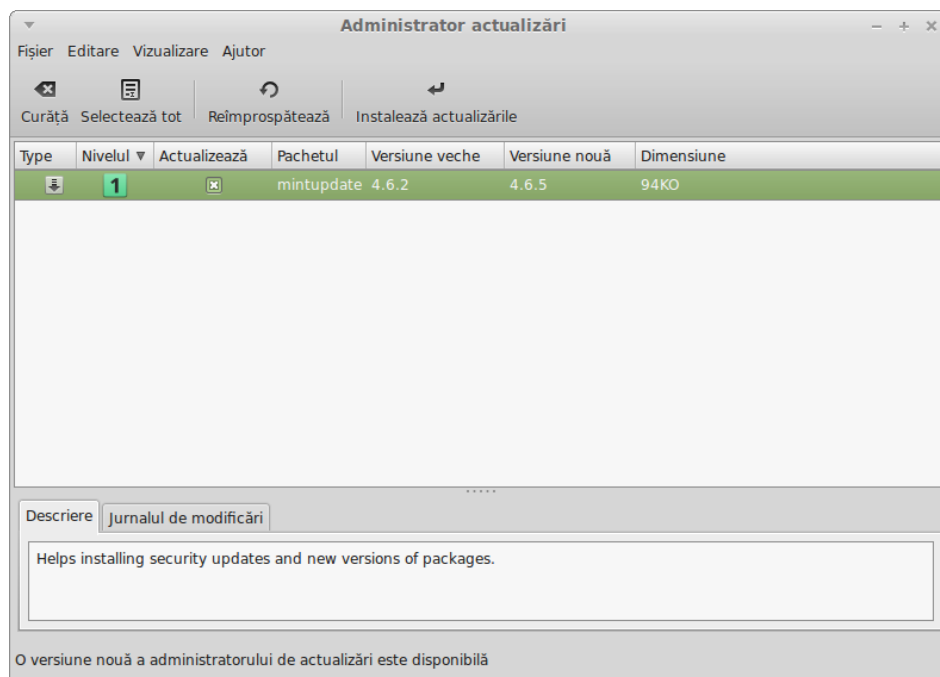 Administrator actualizări
Fișier Editare Vizualizare Ajutor
Curăță Selectează tot Reîmprospătează Instalează actualizările
Type Nivelul Actualizează Pachetul Versiune veche Versiune nouă Dimensiune
1 mintupdate 4.6.2 4.6.5 94KO
Descriere Jurnalul de modificări
Helps installing security updates and new versions of packages.
O versiune nouă a administratorului de actualizări este disponibilă